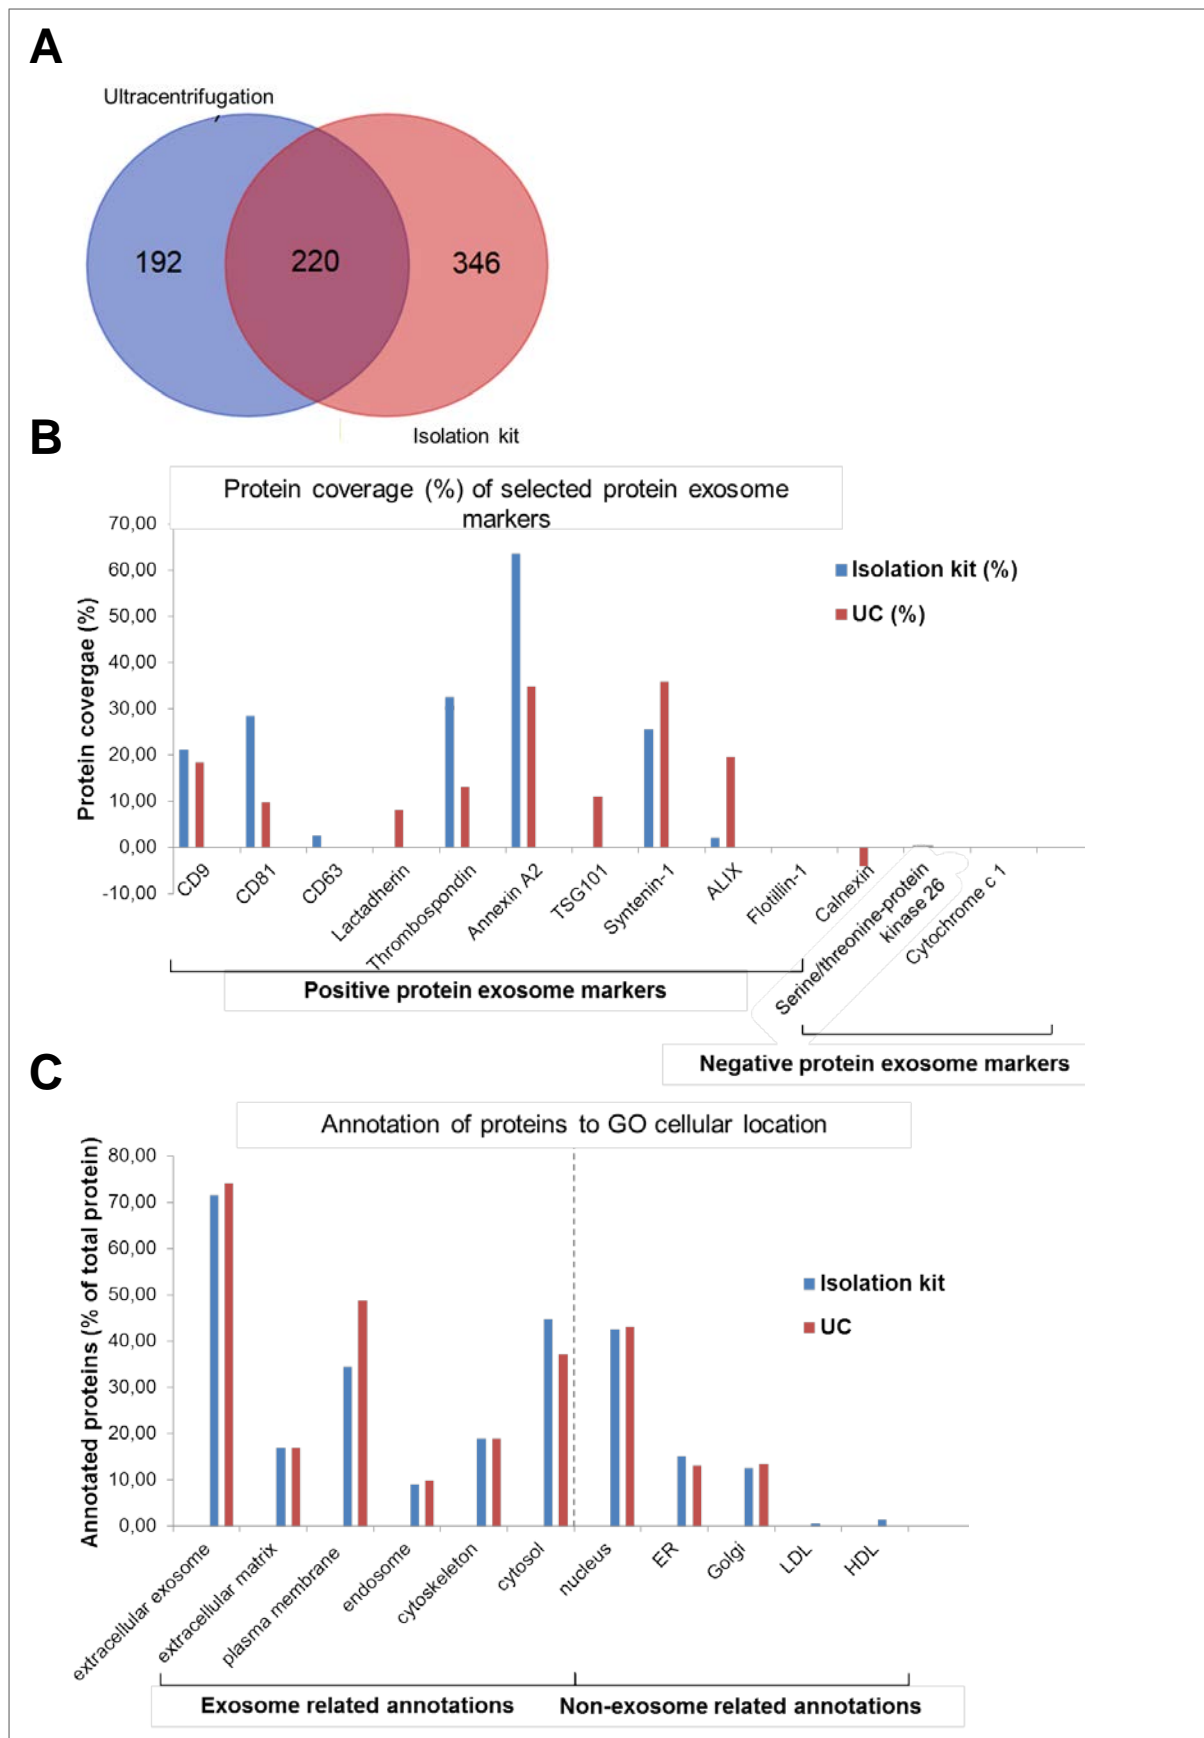 A
Ultracentrifugation
192
220
346
Isolation kit
B
Protein coverage (%) of selected protein exosome
markers
Protein covergae (%)
70,00
60,00
50,00
40,00
30,00
20,00
10,00
0,00
-10,00
Isolation kit (%)
UC (%)
CD9
CD81
CD63
Lactadherin
Thrombospondin
Annexin A2
TSG101
Syntenin-1
ALIX
Flotillin-1
Calnexin
Serine/threonine-protein
kinase 26
Cytochrome c 1
Positive protein exosome markers
Negative protein exosome markers
C
Annotation of proteins to GO cellular location
Annotated proteins (% of total protein)
80,00
70,00
60,00
50,00
40,00
30,00
20,00
10,00
0,00
Isolation kit
UC
extracellular exosome
extracellular matrix
plasma membrane
endosome
cytoskeleton
cytosol
nucleus
ER
Golgi
LDL
HDL
Exosome related annotations
Non-exosome related annotations